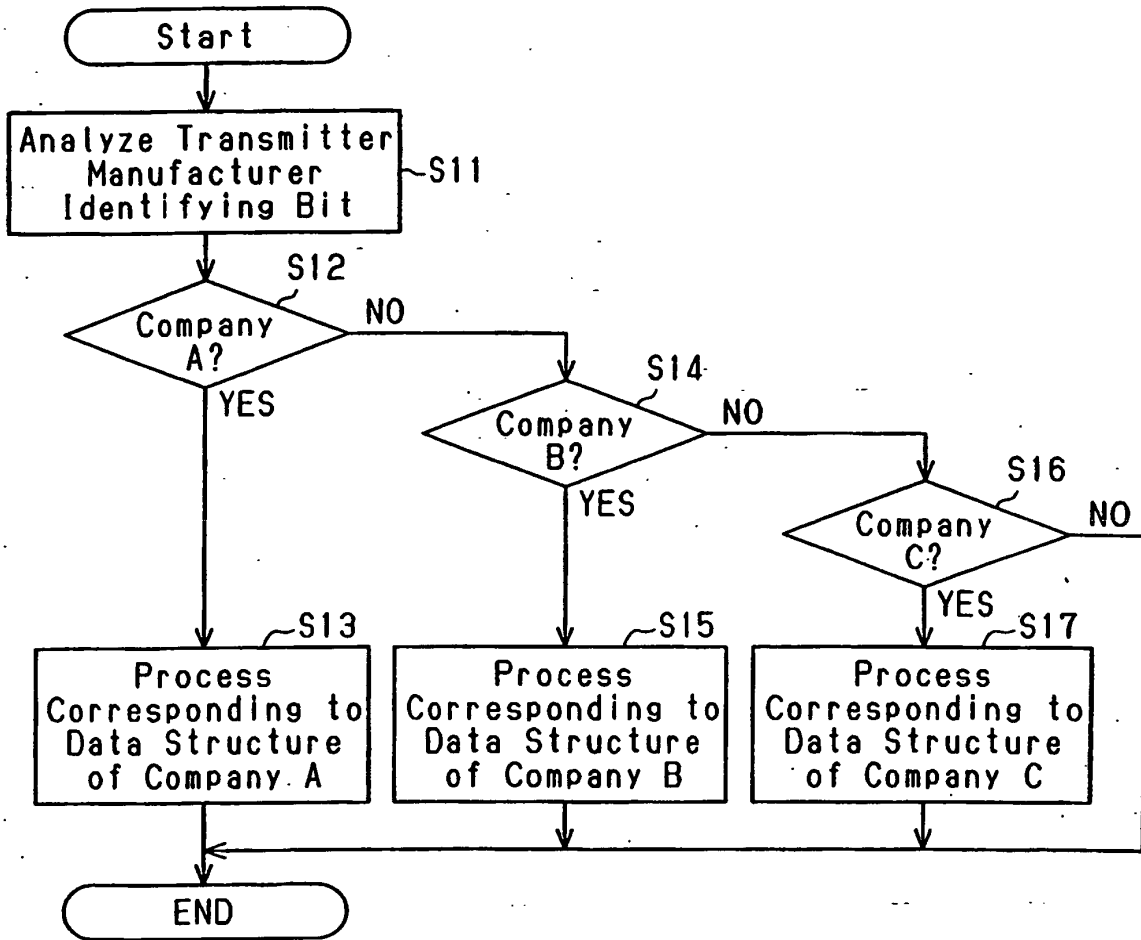 Start
Analyze Transmitter
Manufacturer
Identifying Bit
S11
S12
Company
A?
NO
YES
S14
Company
B?
NO
YES
S16
Company
C?
NO
YES
S13
Process
Corresponding to
Data Structure
of Company A
S15
Process
Corresponding to
Data Structure
of Company B
S17
Process
Corresponding to
Data Structure
of Company C
END